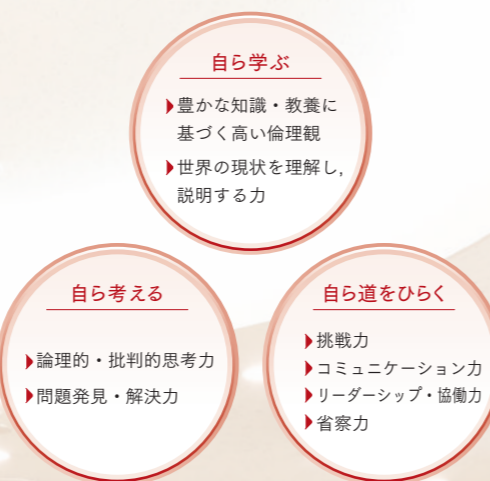 自ら学ぶ
豊かな知識・教養に
基づく高い倫理観
世界の現状を理解し，
説明する力
自ら考える
論理的・批判的思考力
問題発見・解決力
自ら道をひらく
挑戦力
コミュニケーション力
リーダーシップ・協働力
省察力